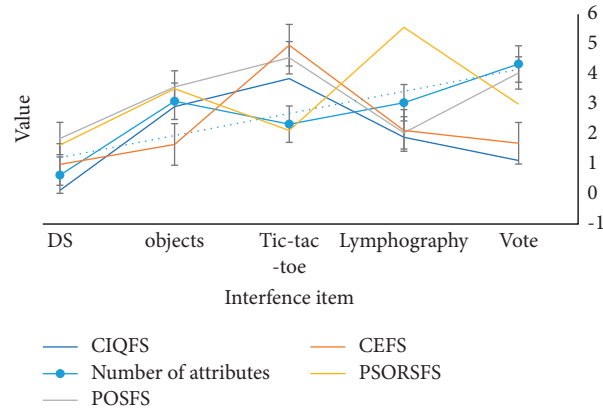 6
5
4
3
2
1
0
-1
Value
DS
objects
Tic-tac
-toe
Lymphography
Vote
Interfence item
CIQFS
CEFS
Number of attributes
PSORSFS
POSFS